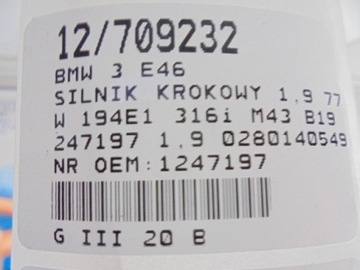 12/709232
BMW 3 E46
SILNIK KROKOWY 1,9 77
W 194E1 316i M43 B19
247197 1,9 0280140549
NR OEM:1247197
G III 20 B